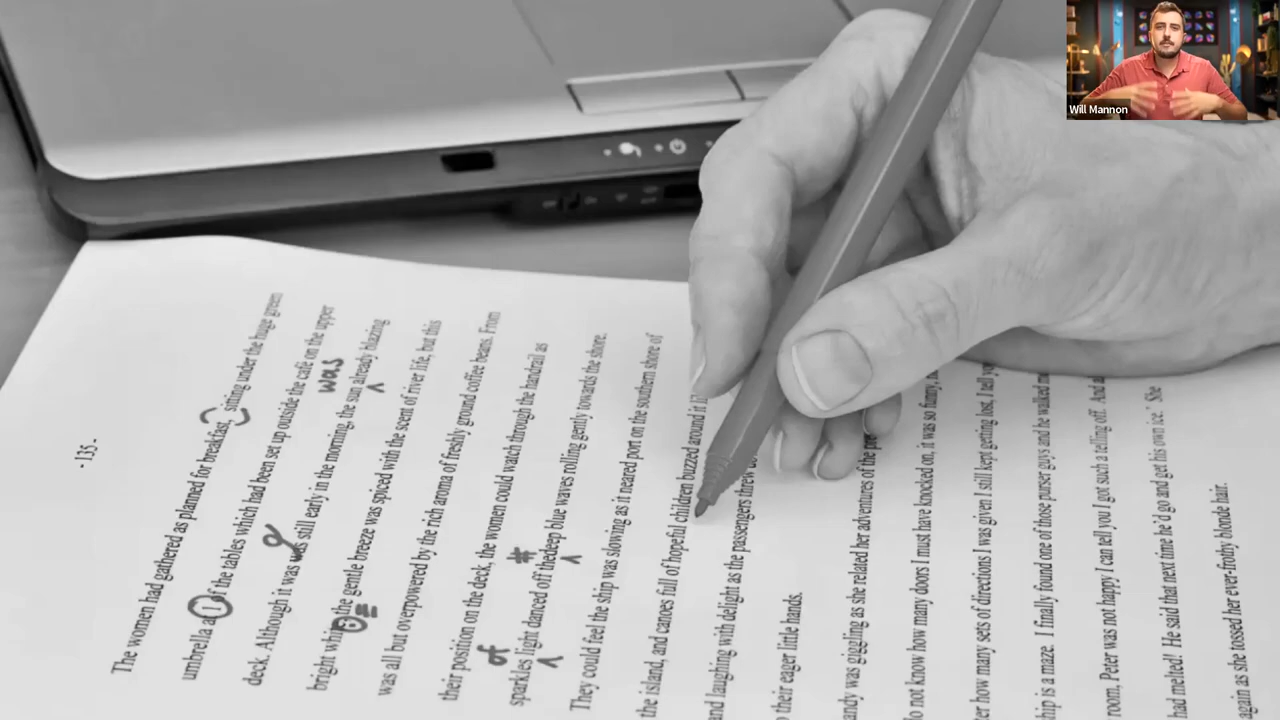 Will Mannon
- 135 -
The women had gathered as planned for breakfast, sitting under the huge green
umbrella the tables which had been set up outside the café on the upper
was
deck. Although it was was still early in the morning, the sun already blazing
bright the gentle breeze was spiced with the scent of river life, but this
was all but overpowered by the rich aroma of freshly ground coffee beans. From
their position on the deck, the women could watch through the handrail as
of #
sparkles light danced off thedeep blue waves rolling gently towards the shore.
They could feel the ship was slowing as it neared port on the southern shore of
the island, and canoes full of hopeful children buzzed around it
and laughing with delight as the passengers threw
their eager little hands.
was giggling as she related her adventures of the
not know how many doors I must have knocked on, it was so funny,
how many sets of directions I was given I still kept getting lost, I tell
is a maze. I finally found one of those purser guys and he walked
room, Peter was not happy I can tell you I got such a telling off. And
had melted! He said that next time he'd go and get his own ice." She
again as she tossed her ever-frothy blonde hair.